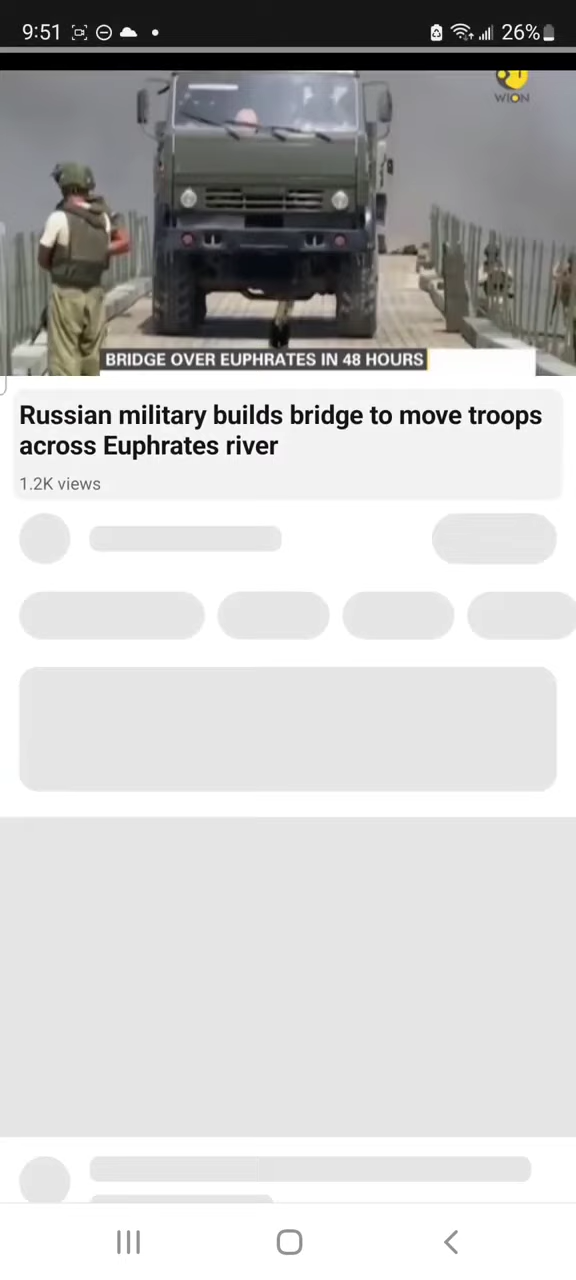 9:51
26%
WION
BRIDGE OVER EUPHRATES IN 48 HOURS
Russian military builds bridge to move troops
across Euphrates river
1.2K views